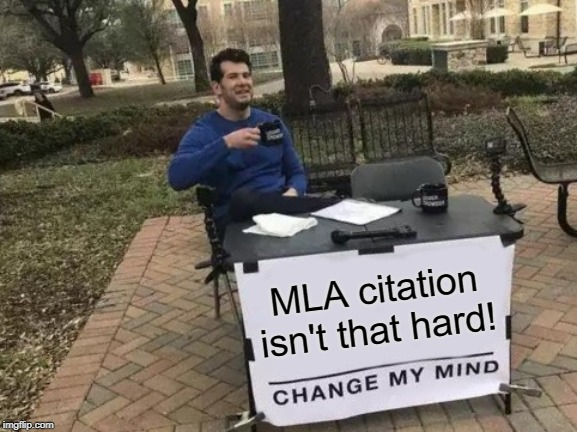 MLA citation
isn't that hard!
CHANGE MY MIND
imgflip.com